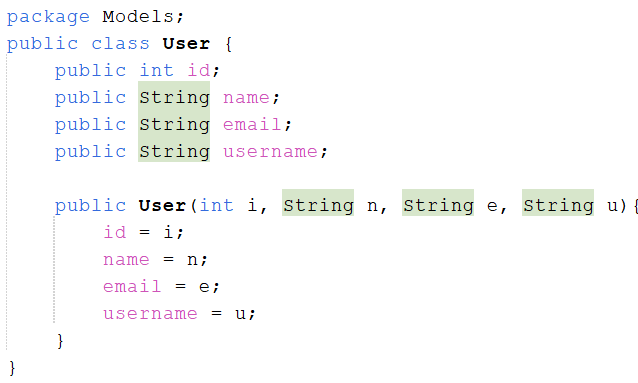 package Models;
public class User {
    public int id;
    public String name;
    public String email;
    public String username;

    public User(int i, String n, String e, String u){
        id = i;
        name = n;
        email = e;
        username = u;
    }
}